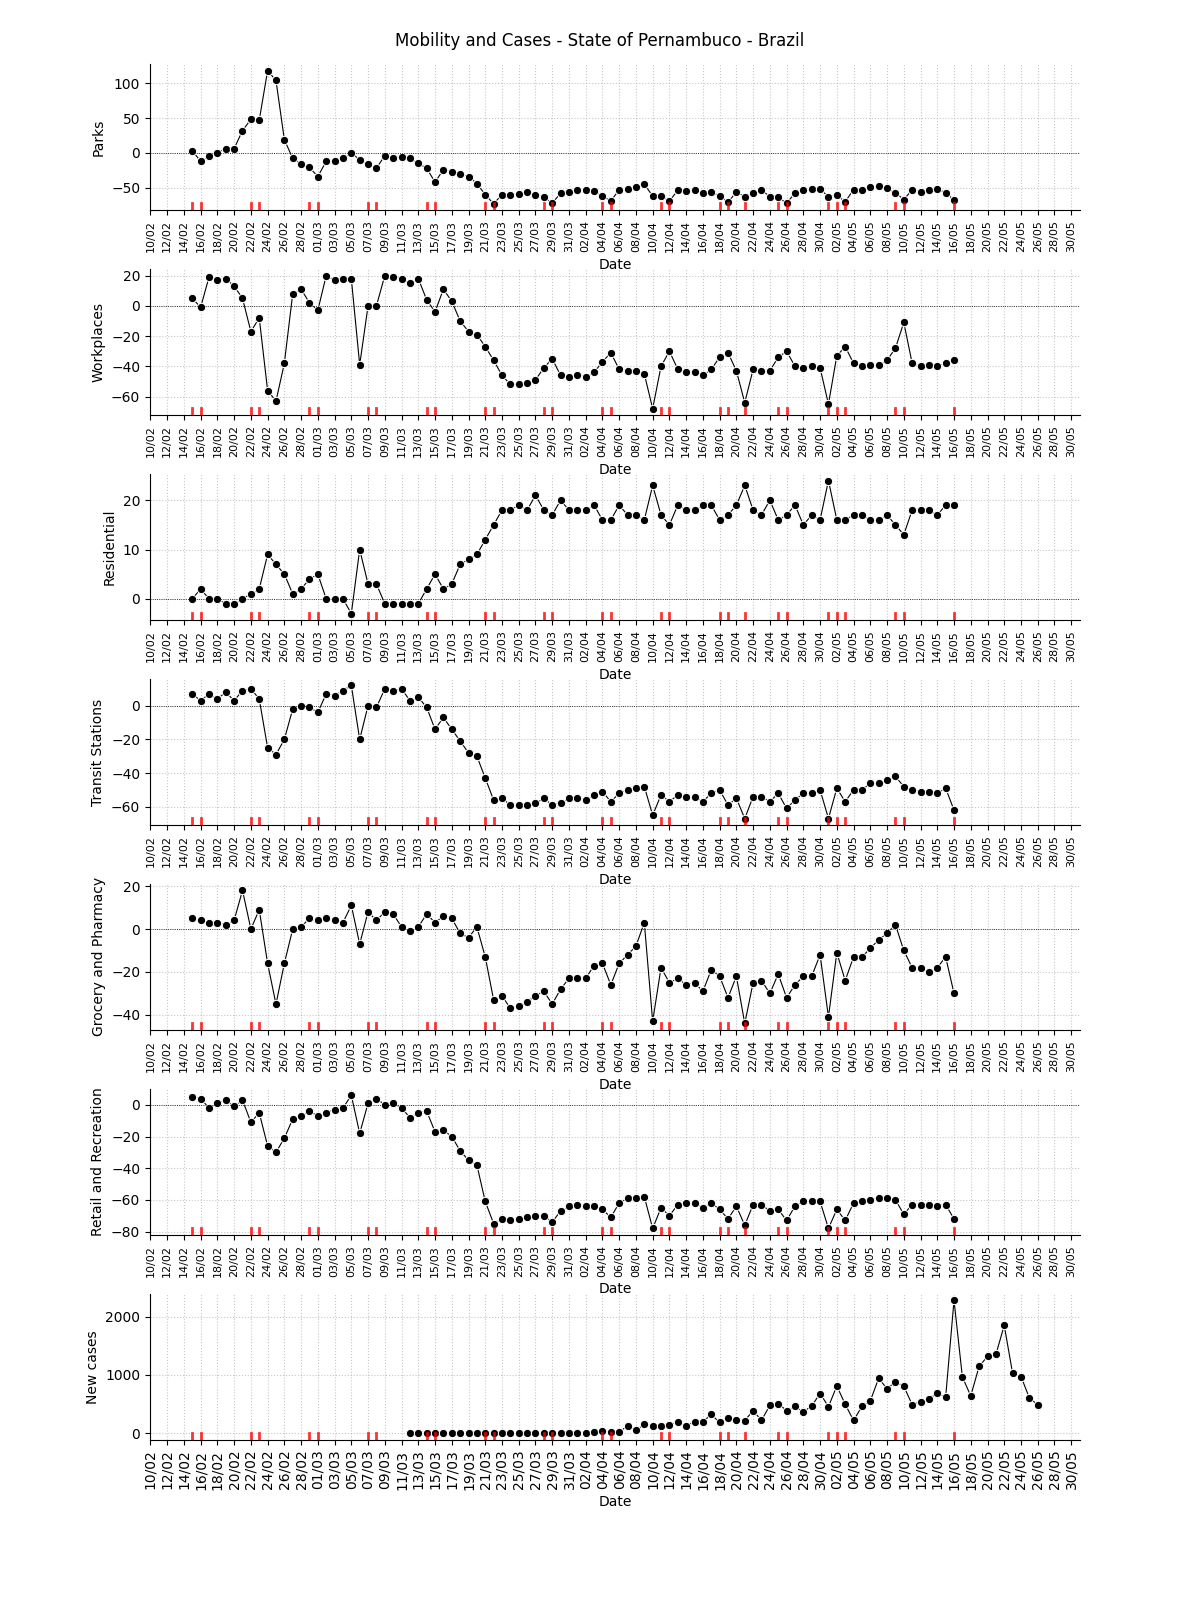 Mobility and Cases - State of Pernambuco - Brazil
Parks
100
50
0
−50
10/02 12/02 14/02 16/02 18/02 20/02 22/02 24/02 26/02 28/02 01/03 03/03 05/03 07/03 09/03 11/03 13/03 15/03 17/03 19/03 21/03 23/03 25/03 27/03 29/03 31/03 02/04 04/04 06/04 08/04 10/04 12/04 14/04 16/04 18/04 20/04 22/04 24/04 26/04 28/04 30/04 02/05 04/05 06/05 08/05 10/05 12/05 14/05 16/05 18/05 20/05 22/05 24/05 26/05 28/05 30/05
Date
Workplaces
20
0
−20
−40
−60
10/02 12/02 14/02 16/02 18/02 20/02 22/02 24/02 26/02 28/02 01/03 03/03 05/03 07/03 09/03 11/03 13/03 15/03 17/03 19/03 21/03 23/03 25/03 27/03 29/03 31/03 02/04 04/04 06/04 08/04 10/04 12/04 14/04 16/04 18/04 20/04 22/04 24/04 26/04 28/04 30/04 02/05 04/05 06/05 08/05 10/05 12/05 14/05 16/05 18/05 20/05 22/05 24/05 26/05 28/05 30/05
Date
Residential
20
10
0
10/02 12/02 14/02 16/02 18/02 20/02 22/02 24/02 26/02 28/02 01/03 03/03 05/03 07/03 09/03 11/03 13/03 15/03 17/03 19/03 21/03 23/03 25/03 27/03 29/03 31/03 02/04 04/04 06/04 08/04 10/04 12/04 14/04 16/04 18/04 20/04 22/04 24/04 26/04 28/04 30/04 02/05 04/05 06/05 08/05 10/05 12/05 14/05 16/05 18/05 20/05 22/05 24/05 26/05 28/05 30/05
Date
Transit Stations
0
−20
−40
−60
10/02 12/02 14/02 16/02 18/02 20/02 22/02 24/02 26/02 28/02 01/03 03/03 05/03 07/03 09/03 11/03 13/03 15/03 17/03 19/03 21/03 23/03 25/03 27/03 29/03 31/03 02/04 04/04 06/04 08/04 10/04 12/04 14/04 16/04 18/04 20/04 22/04 24/04 26/04 28/04 30/04 02/05 04/05 06/05 08/05 10/05 12/05 14/05 16/05 18/05 20/05 22/05 24/05 26/05 28/05 30/05
Date
Grocery and Pharmacy
20
0
−20
−40
10/02 12/02 14/02 16/02 18/02 20/02 22/02 24/02 26/02 28/02 01/03 03/03 05/03 07/03 09/03 11/03 13/03 15/03 17/03 19/03 21/03 23/03 25/03 27/03 29/03 31/03 02/04 04/04 06/04 08/04 10/04 12/04 14/04 16/04 18/04 20/04 22/04 24/04 26/04 28/04 30/04 02/05 04/05 06/05 08/05 10/05 12/05 14/05 16/05 18/05 20/05 22/05 24/05 26/05 28/05 30/05
Date
Retail and Recreation
0
−20
−40
−60
−80
10/02 12/02 14/02 16/02 18/02 20/02 22/02 24/02 26/02 28/02 01/03 03/03 05/03 07/03 09/03 11/03 13/03 15/03 17/03 19/03 21/03 23/03 25/03 27/03 29/03 31/03 02/04 04/04 06/04 08/04 10/04 12/04 14/04 16/04 18/04 20/04 22/04 24/04 26/04 28/04 30/04 02/05 04/05 06/05 08/05 10/05 12/05 14/05 16/05 18/05 20/05 22/05 24/05 26/05 28/05 30/05
Date
New cases
2000
1000
0
10/02 12/02 14/02 16/02 18/02 20/02 22/02 24/02 26/02 28/02 01/03 03/03 05/03 07/03 09/03 11/03 13/03 15/03 17/03 19/03 21/03 23/03 25/03 27/03 29/03 31/03 02/04 04/04 06/04 08/04 10/04 12/04 14/04 16/04 18/04 20/04 22/04 24/04 26/04 28/04 30/04 02/05 04/05 06/05 08/05 10/05 12/05 14/05 16/05 18/05 20/05 22/05 24/05 26/05 28/05 30/05
Date